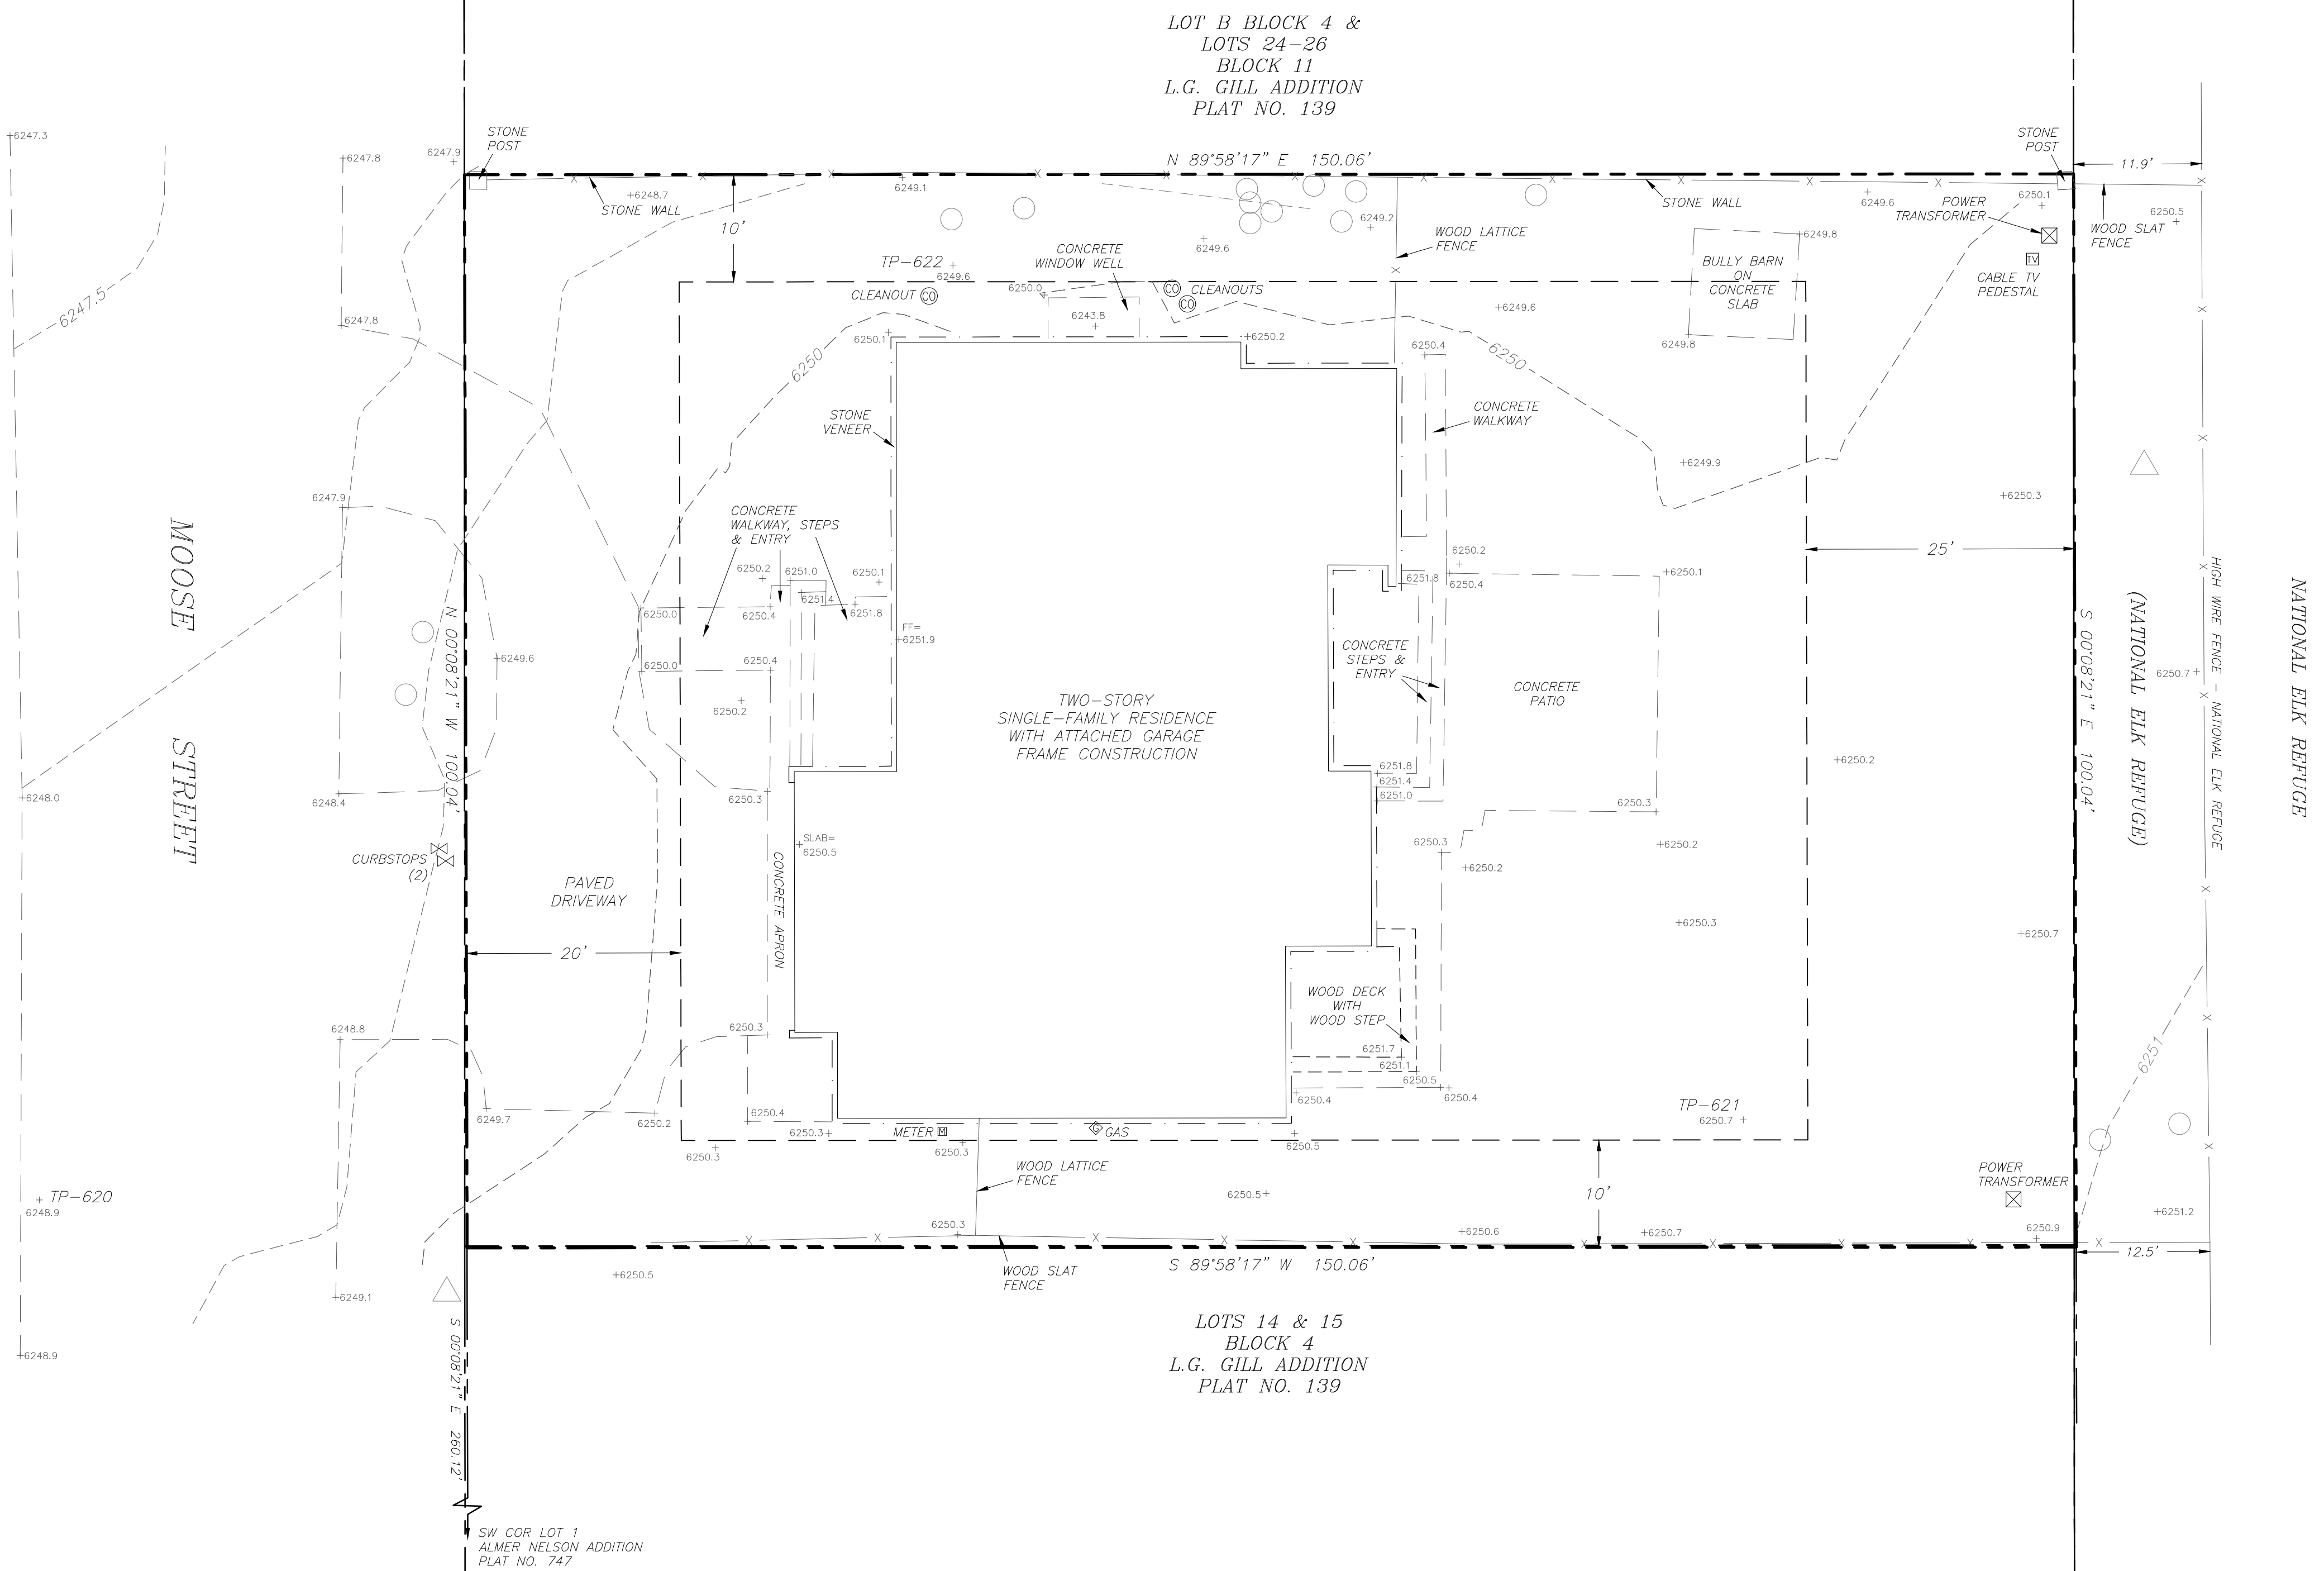 LOT B BLOCK 4 &
LOTS 24-26
BLOCK 11
L.G. GILL ADDITION
PLAT NO. 139
6247.3
6247.8
6247.9
STONE
POST
N 89°58'17" E 150.06'
STONE
POST
11.9'
6248.7
STONE WALL
6249.1
10'
6249.2
STONE WALL
6249.6
6250.1
POWER
TRANSFORMER
6250.5
WOOD SLAT
FENCE
WOOD LATTICE
FENCE
6249.6
6249.8
CONCRETE
WINDOW WELL
TP-622
6249.6
BULLY BARN
ON
CONCRETE
SLAB
TV
CABLE TV
PEDESTAL
CLEANOUT CO
6250.0
CO
CO
CLEANOUTS
6247.5
6247.8
6243.8
6249.6
6250.1
6250.2
6249.8
6250
6250.4
6250
STONE
VENEER
CONCRETE
WALKWAY
6249.9
6247.9
CONCRETE
WALKWAY, STEPS
& ENTRY
6250.3
MOOSE STREET
25'
6250.2
6251.0
6250.1
6250.2
6251.8
6250.4
6250.1
6251.4
6250.0
6250.4
6251.8
FF=
6251.9
N 00°08'21" W 100.04'
6249.6
6250.0
6250.4
CONCRETE
STEPS &
ENTRY
CONCRETE
PATIO
S 00°08'21" E 100.04'
(NATIONAL ELK REFUGE)
6250.7
HIGH WIRE FENCE - NATIONAL ELK REFUGE
NATIONAL ELK REFUGE
6250.2
TWO-STORY
SINGLE-FAMILY RESIDENCE
WITH ATTACHED GARAGE
FRAME CONSTRUCTION
6250.2
6248.0
6248.4
6250.3
6251.8
6251.4
6251.0
6250.3
SLAB=
6250.5
6250.3
6250.2
6250.2
CURBSTOPS
(2)
PAVED
DRIVEWAY
CONCRETE APRON
6250.3
6250.7
20'
WOOD DECK
WITH
WOOD STEP
6248.8
6250.3
6251.7
6251.1
6250.5
6251
6249.7
6250.2
6250.4
6250.4
6250.4
TP-621
6250.7
6250.3
METER M
G GAS
6250.3
6250.3
6250.5
WOOD LATTICE
FENCE
POWER
TRANSFORMER
TP-620
6248.9
6250.5
10'
6250.3
6250.6
6250.7
6250.9
6251.2
12.5'
S 89°58'17" W 150.06'
6250.5
WOOD SLAT
FENCE
6249.1
LOTS 14 & 15
BLOCK 4
L.G. GILL ADDITION
PLAT NO. 139
6248.9
S 00°08'21" E 260.12'
SW COR LOT 1
ALMER NELSON ADDITION
PLAT NO. 747